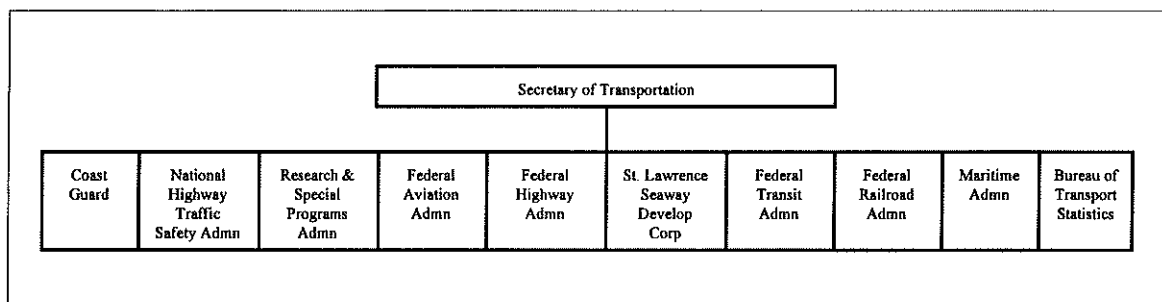 Secretary of Transportation
Coast
Guard
National
Highway
Traffic
Safety Admn
Research &
Special
Programs
Admn
Federal
Aviation
Admn
Federal
Highway
Admn
St. Lawrence
Seaway
Develop
Corp
Federal
Transit
Admn
Federal
Railroad
Admn
Maritime
Admn
Bureau of
Transport
Statistics